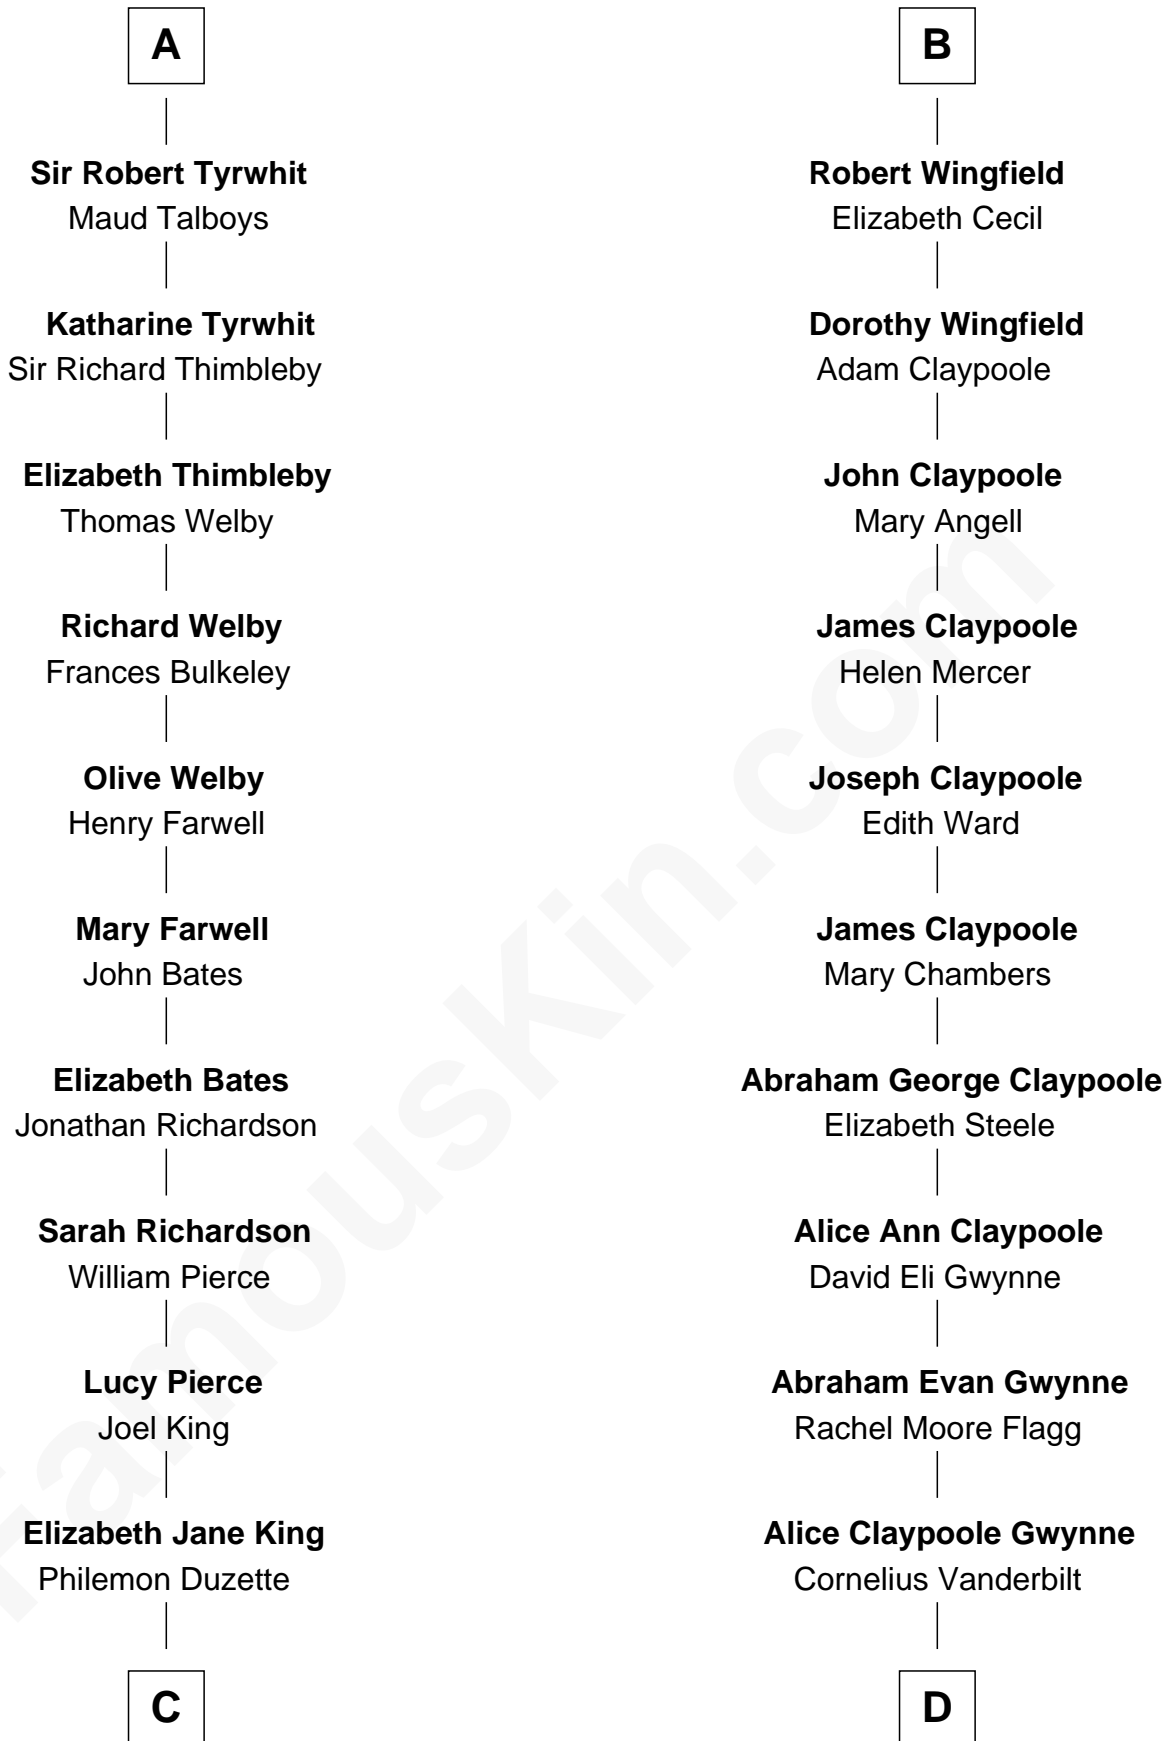 A
Sir Robert Tyrwhit
Maud Talboys
Katharine Tyrwhit
Sir Richard Thimbleby
Elizabeth Thimbleby
Thomas Welby
Richard Welby
Frances Bulkeley
Olive Welby
Henry Farwell
Mary Farwell
John Bates
Elizabeth Bates
Jonathan Richardson
Sarah Richardson
William Pierce
Lucy Pierce
Joel King
Elizabeth Jane King
Philemon Duzette
C
B
Robert Wingfield
Elizabeth Cecil
Dorothy Wingfield
Adam Claypoole
John Claypoole
Mary Angell
James Claypoole
Helen Mercer
Joseph Claypoole
Edith Ward
James Claypoole
Mary Chambers
Abraham George Claypoole
Elizabeth Steele
Alice Ann Claypoole
David Eli Gwynne
Abraham Evan Gwynne
Rachel Moore Flagg
Alice Claypoole Gwynne
Cornelius Vanderbilt
D
FamousKin.com